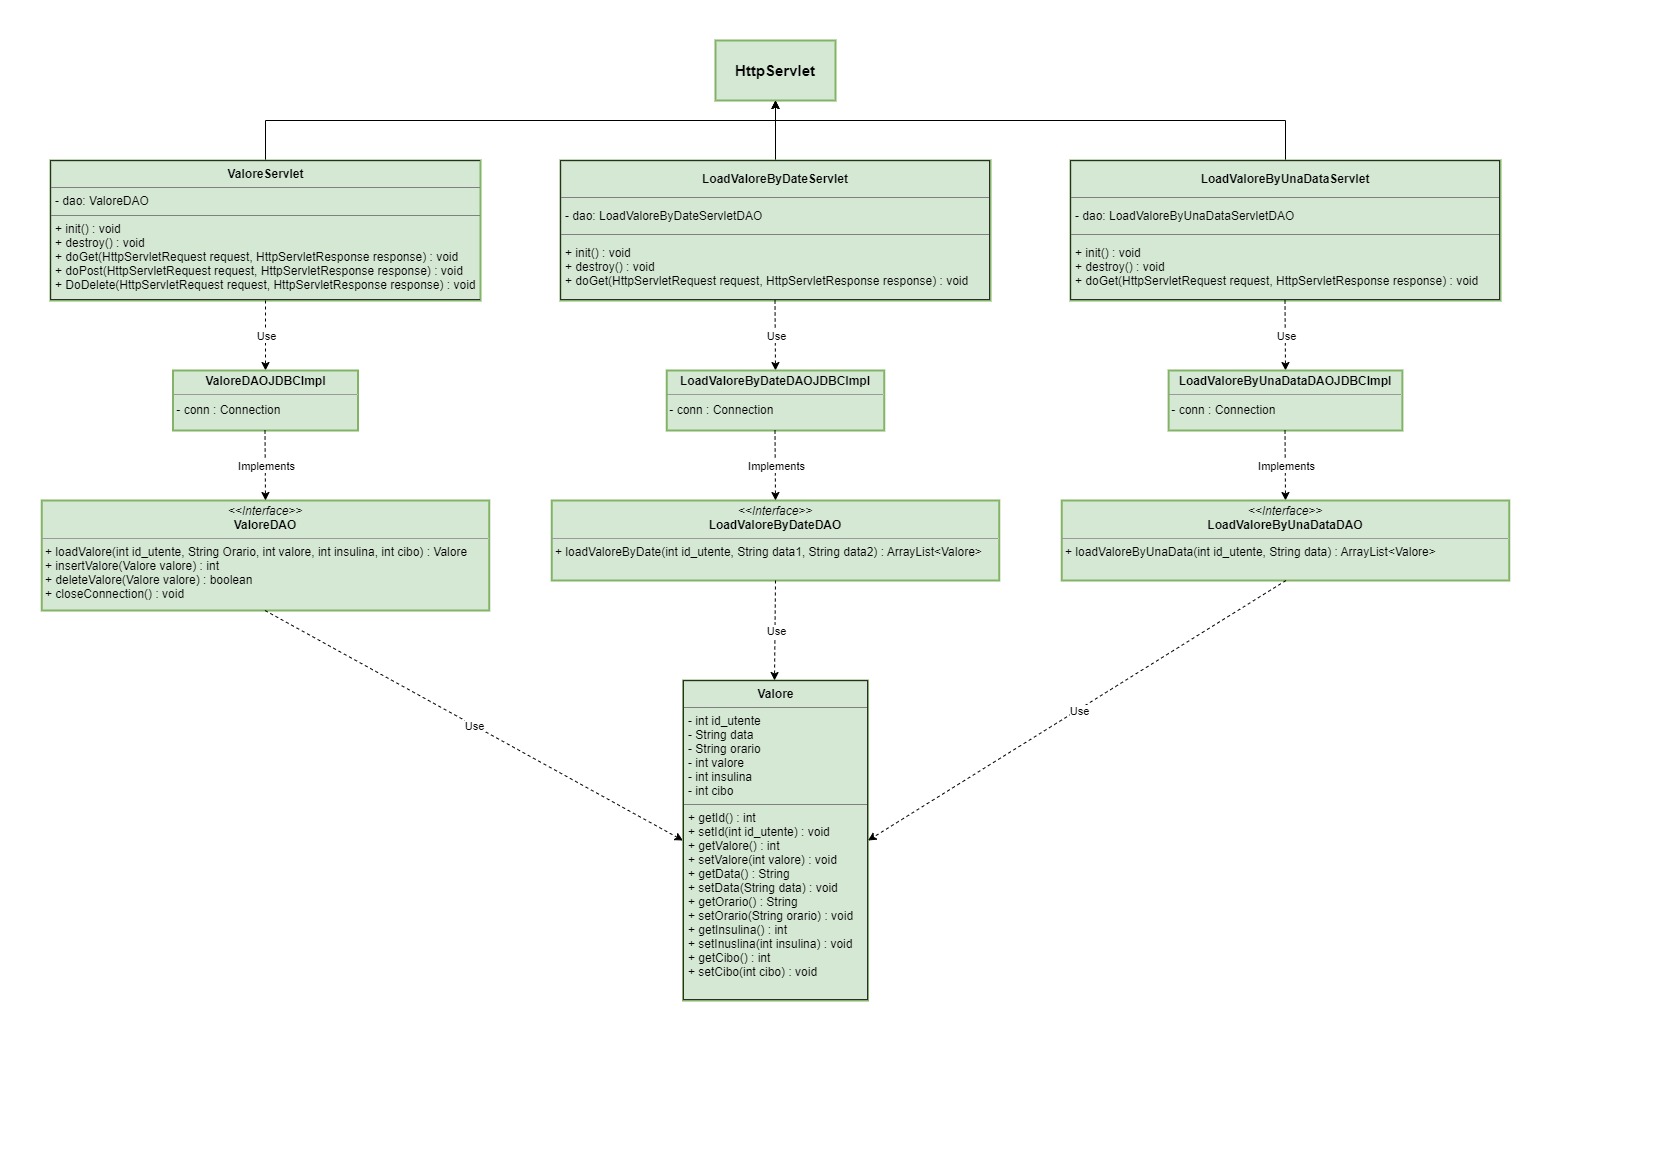 HttpServlet
ValoreServlet
- dao: ValoreDAO
+ init() : void
+ destroy() : void
+ doGet(HttpServletRequest request, HttpServletResponse response) : void
+ doPost(HttpServletRequest request, HttpServletResponse response) : void
+ DoDelete(HttpServletRequest request, HttpServletResponse response) : void
LoadValoreByDateServlet
- dao: LoadValoreByDateServletDAO
+ init() : void
+ destroy() : void
+ doGet(HttpServletRequest request, HttpServletResponse response) : void
LoadValoreByUnaDataServlet
- dao: LoadValoreByUnaDataServletDAO
+ init() : void
+ destroy() : void
+ doGet(HttpServletRequest request, HttpServletResponse response) : void
Use
Use
Use
ValoreDAOJDBCImpl
- conn : Connection
LoadValoreByDateDAOJDBCImpl
- conn : Connection
LoadValoreByUnaDataDAOJDBCImpl
- conn : Connection
Implements
Implements
Implements
<<Interface>>
ValoreDAO
+ loadValore(int id_utente, String Orario, int valore, int insulina, int cibo) : Valore
+ insertValore(Valore valore) : int
+ deleteValore(Valore valore) : boolean
+ closeConnection() : void
<<Interface>>
LoadValoreByDateDAO
+ loadValoreByDate(int id_utente, String data1, String data2) : ArrayList<Valore>
<<Interface>>
LoadValoreByUnaDataDAO
+ loadValoreByUnaData(int id_utente, String data) : ArrayList<Valore>
Use
Use
Use
Valore
- int id_utente
- String data
- String orario
- int valore
- int insulina
- int cibo
+ getId() : int
+ setId(int id_utente) : void
+ getValore() : int
+ setValore(int valore) : void
+ getData() : String
+ setData(String data) : void
+ getOrario() : String
+ setOrario(String orario) : void
+ getInsulina() : int
+ setInuslina(int insulina) : void
+ getCibo() : int
+ setCibo(int cibo) : void